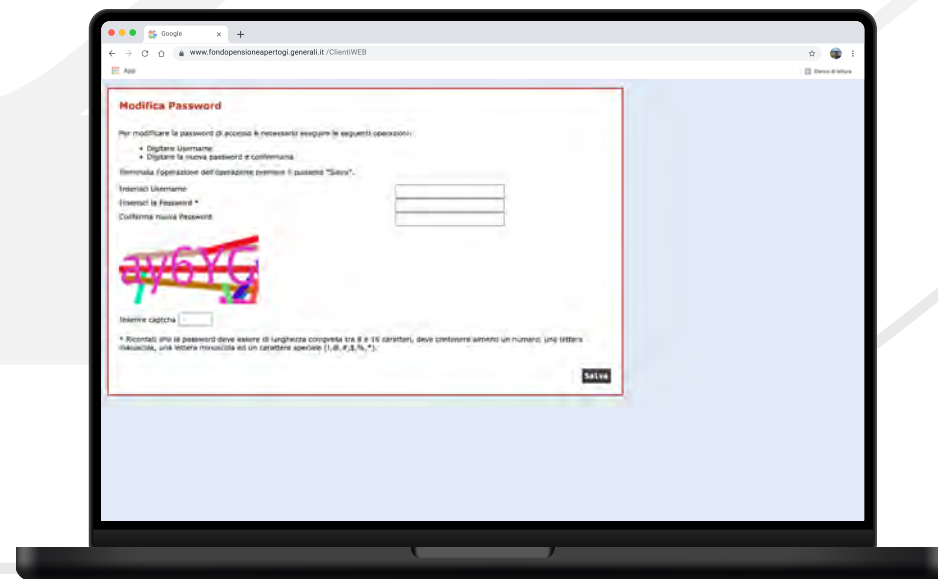 Google
www.fondopensioneapertogi.generali.it/ClientiWEB
App
Elenco di lettura
Modifica Password
Per modificare la password di accesso è necessario eseguire le seguenti operazioni:
• Digitare Username
• Digitare la nuova password e confermarla
Terminata l'operazione dell'operazione premere il pulsante "Salva".
Inserisci Username
Inserisci la Password *
Conferma nuova Password
ay6YG
Inserire captcha
* Ricordati che la password deve essere di lunghezza compresa tra 8 e 16 caratteri, deve contenere almeno un numero, una lettera
maiuscola, una lettera minuscola ed un carattere speciale (!,@,#,$,%,*).
Salva